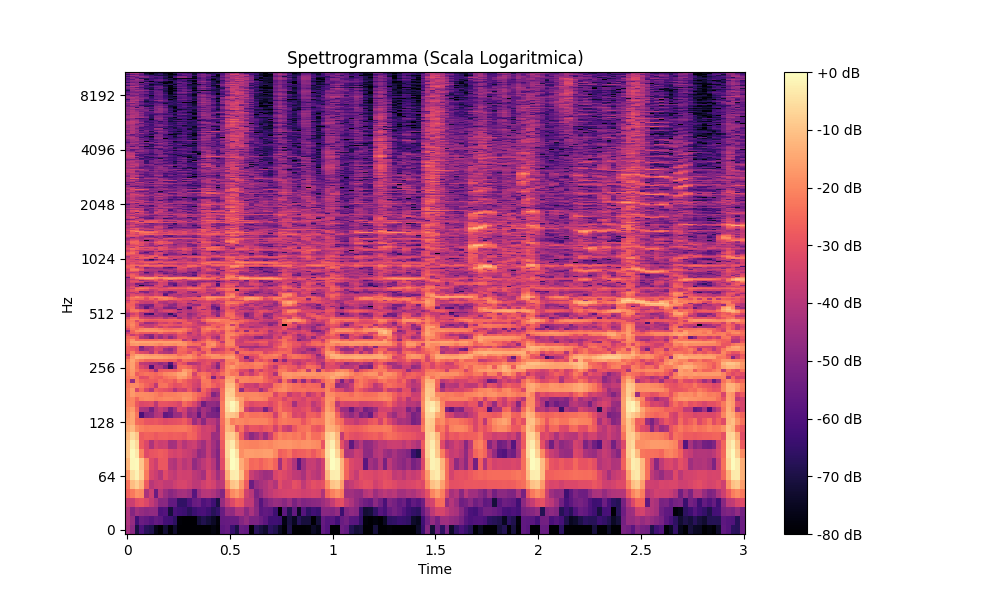 Spettrogramma (Scala Logaritmica)
Hz
8192
4096
2048
1024
512
256
128
64
0
0 0.5 1 1.5 2 2.5 3
Time
+0 dB
-10 dB
-20 dB
-30 dB
-40 dB
-50 dB
-60 dB
-70 dB
-80 dB